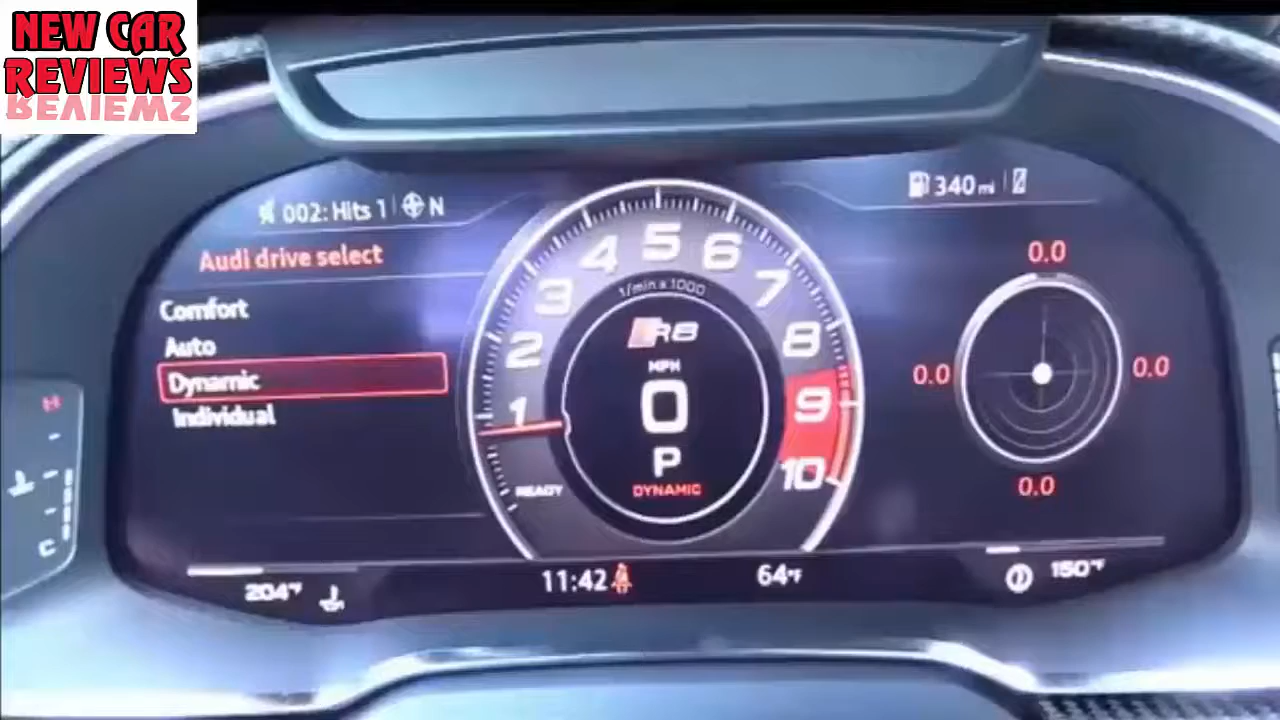 NEW CAR
REVIEWS
002: Hits 1 N
340 mi
Audi drive select
Comfort
Auto
Dynamic
Individual
1 2 3 4 5 6 7 8 9 10
1/min x 1000
R8
MPH
0
P
DYNAMIC
READY
0.0
0.0 0.0
0.0
H
C
204°F
11:42
64°F
150°F